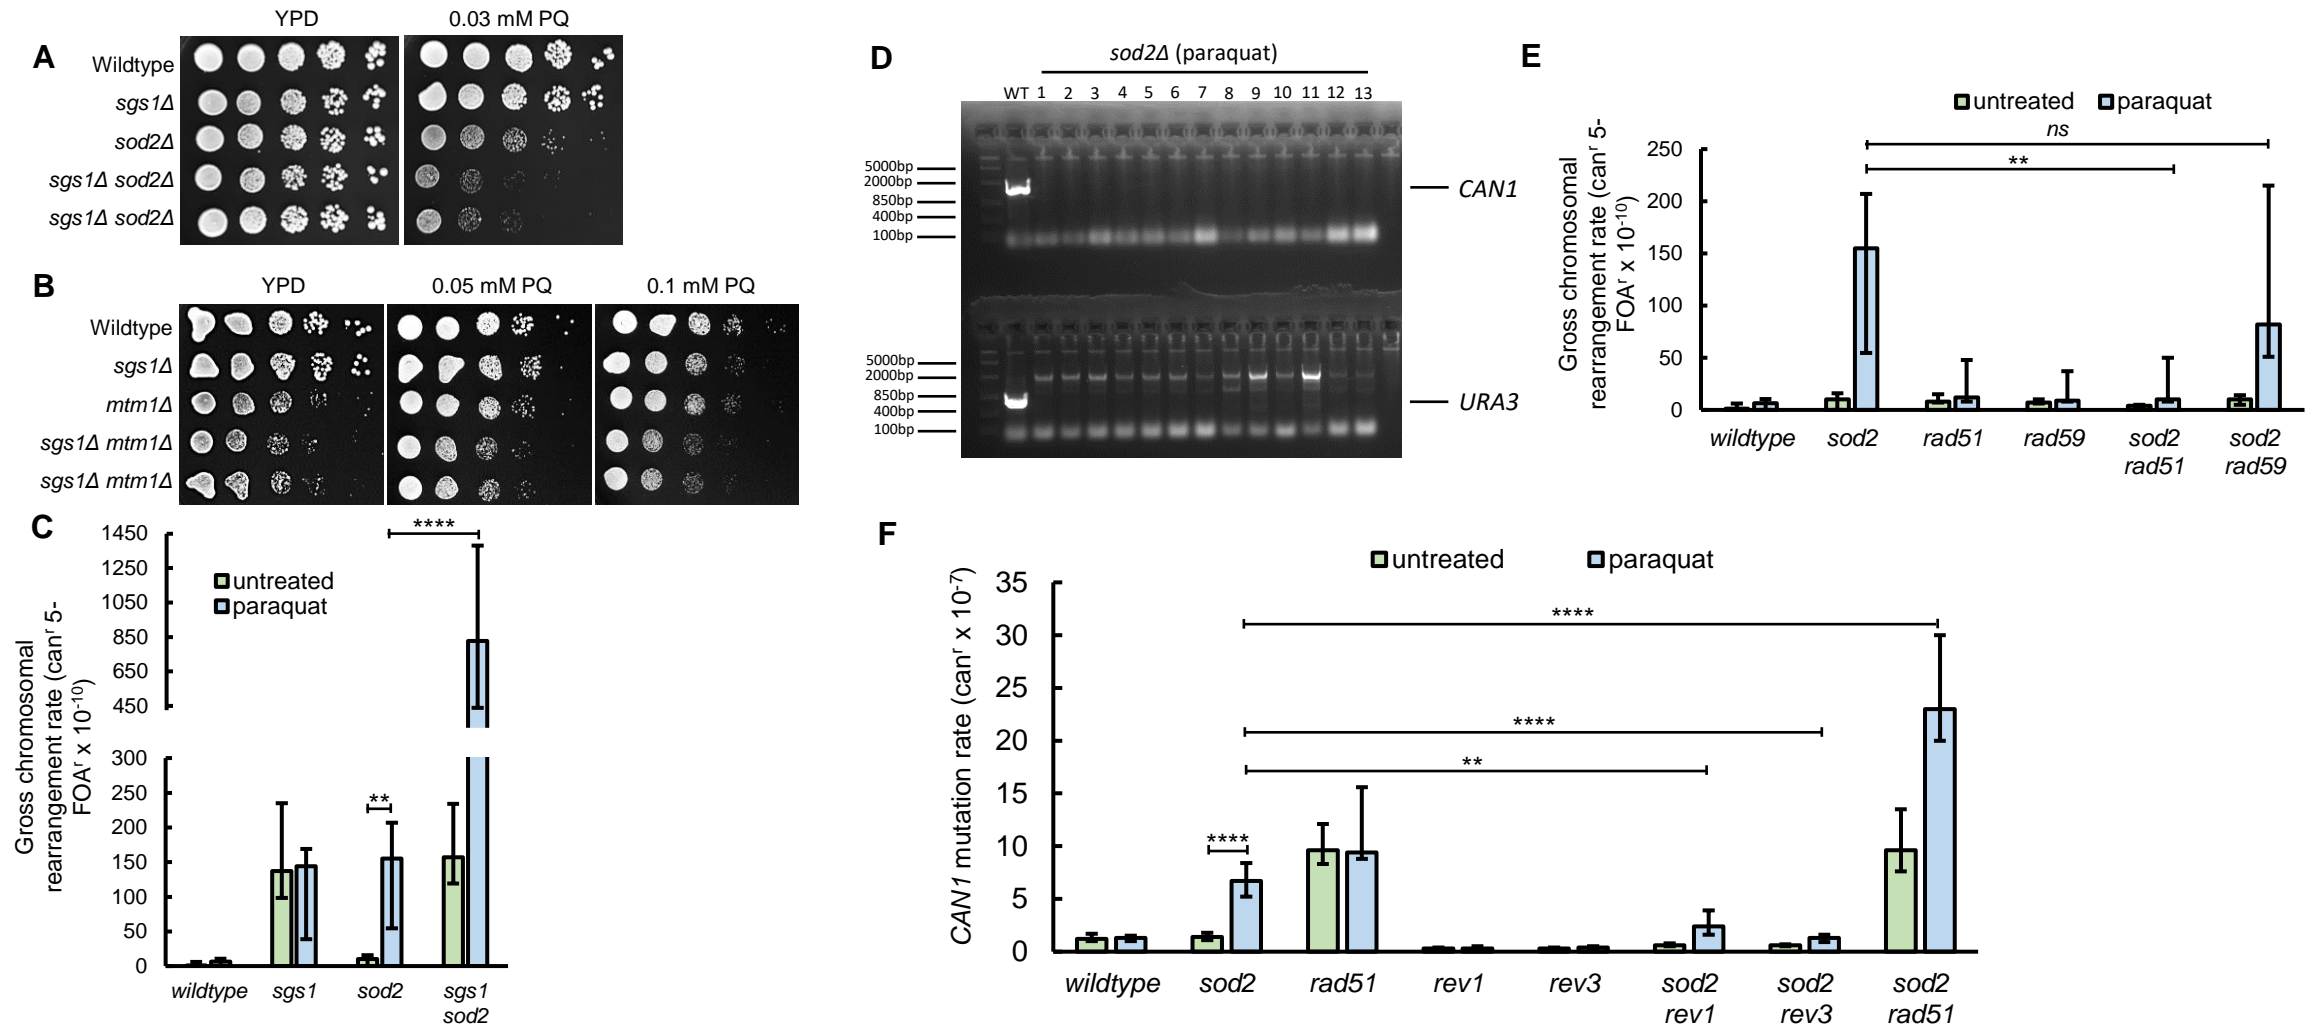 A
YPD
0.03 mM PQ
Wildtype
sgs1Δ
sod2Δ
sgs1Δ sod2Δ
sgs1Δ sod2Δ
B
YPD
0.05 mM PQ
0.1 mM PQ
Wildtype
sgs1Δ
mtm1Δ
sgs1Δ mtm1Δ
sgs1Δ mtm1Δ
C
Gross chromosomal
rearrangement rate (canʳ 5-
FOAʳ x 10⁻¹⁰)
1450
1250
1050
850
650
450
300
250
200
150
100
50
0
untreated
paraquat
****
**
wildtype
sgs1
sod2
sgs1
sod2
D
sod2Δ (paraquat)
WT 1 2 3 4 5 6 7 8 9 10 11 12 13
5000bp
2000bp
850bp
400bp
100bp
CAN1
5000bp
2000bp
850bp
400bp
100bp
URA3
E
untreated
paraquat
Gross chromosomal
rearrangement rate (canʳ 5-
FOAʳ x 10⁻¹⁰)
250
200
150
100
50
0
ns
**
wildtype
sod2
rad51
rad59
sod2
rad51
sod2
rad59
F
untreated
paraquat
CAN1 mutation rate (canʳ x 10⁻⁷)
35
30
25
20
15
10
5
0
****
****
**
****
wildtype
sod2
rad51
rev1
rev3
sod2
rev1
sod2
rev3
sod2
rad51